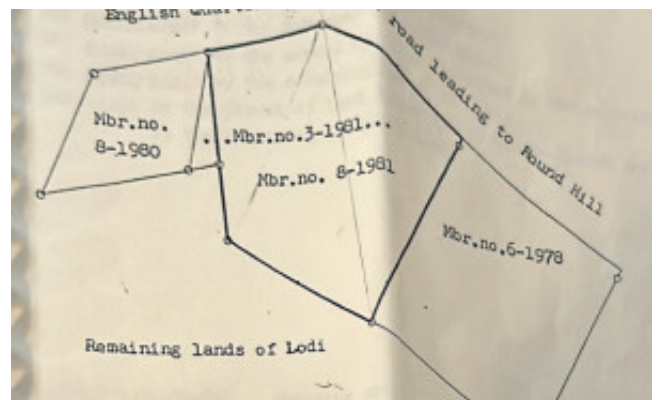 English
road leading to Round Hill
Mbr.no.
8-1980
..Mbr.no.3-1981...
Mbr.no. 8-1981
Mbr.no.6-1978
Remaining lands of Lodi